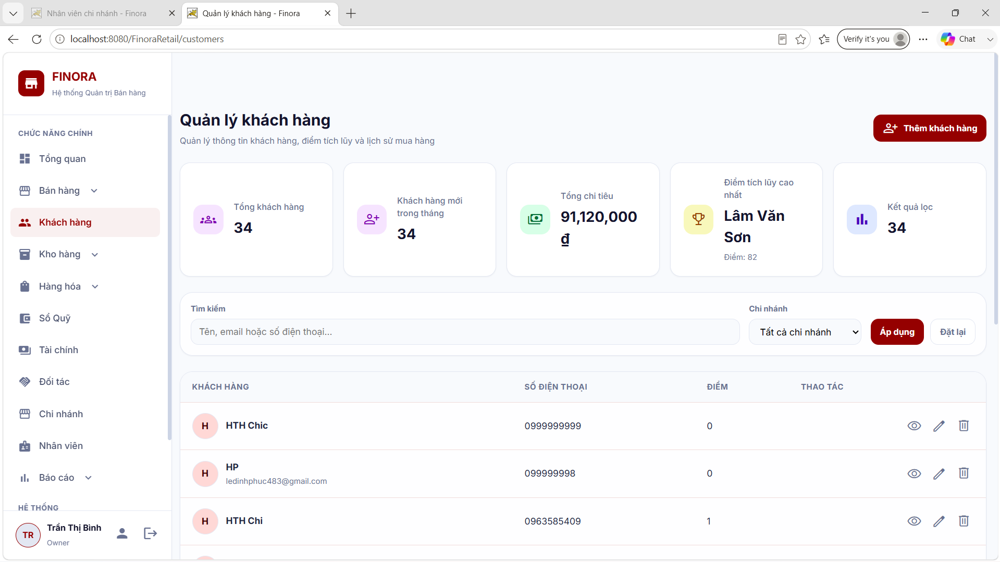 Nhân viên chi nhánh - Finora
Quản lý khách hàng - Finora
localhost:8080/FinoraRetail/customers
Verify it's you
Chat
FINORA
Hệ thống Quản trị Bán hàng
CHỨC NĂNG CHÍNH
Tổng quan
Bán hàng
Khách hàng
Kho hàng
Hàng hóa
Sổ Quỹ
Tài chính
Đối tác
Chi nhánh
Nhân viên
Báo cáo
HỆ THỐNG
TR
Trần Thị Bình
Owner
Quản lý khách hàng
Quản lý thông tin khách hàng, điểm tích lũy và lịch sử mua hàng
Thêm khách hàng
Tổng khách hàng
34
Khách hàng mới
trong tháng
34
Tổng chi tiêu
91,120,000
₫
Điểm tích lũy cao
nhất
Lâm Văn
Sơn
Điểm: 82
Kết quả lọc
34
Tìm kiếm
Tên, email hoặc số điện thoại...
Chi nhánh
Tất cả chi nhánh
Áp dụng
Đặt lại
KHÁCH HÀNG SỐ ĐIỆN THOẠI ĐIỂM THAO TÁC
H HTH Chic 0999999999 0
H HP 099999998 0
ledinhphuc483@gmail.com
H HTH Chi 0963585409 1